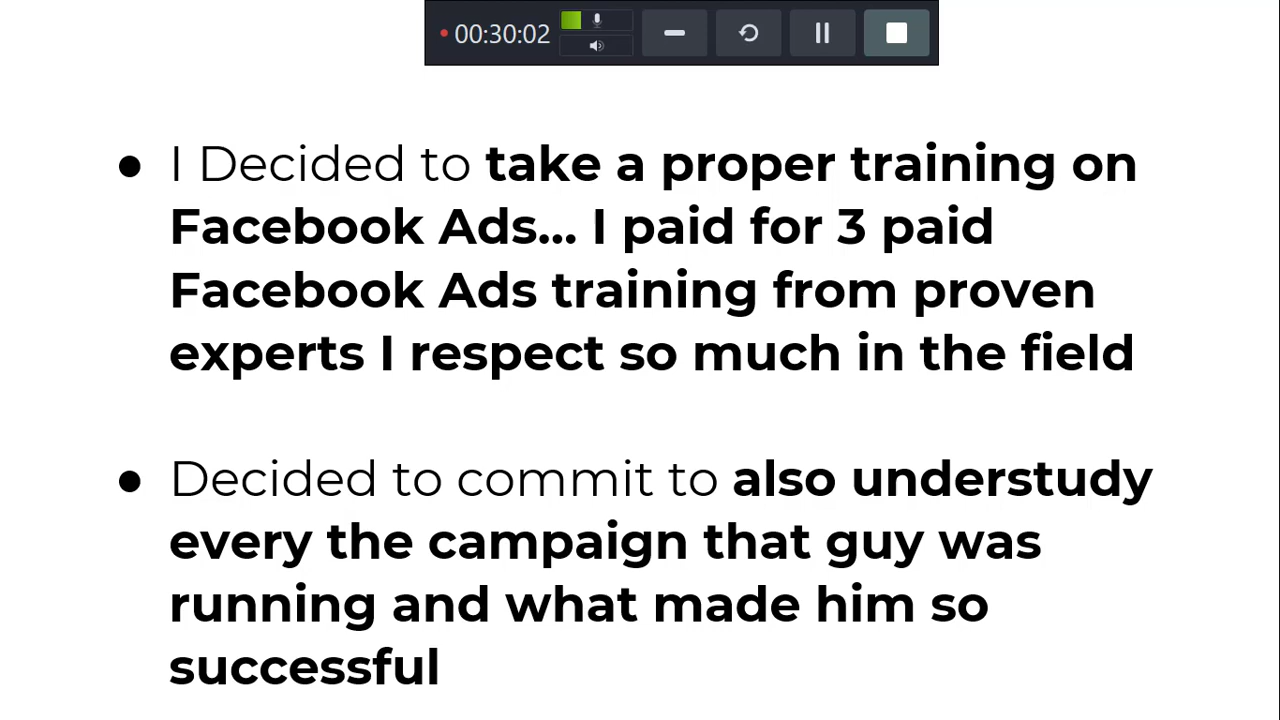 00:30:02
● I Decided to take a proper training on
Facebook Ads... I paid for 3 paid
Facebook Ads training from proven
experts I respect so much in the field
● Decided to commit to also understudy
every the campaign that guy was
running and what made him so
successful